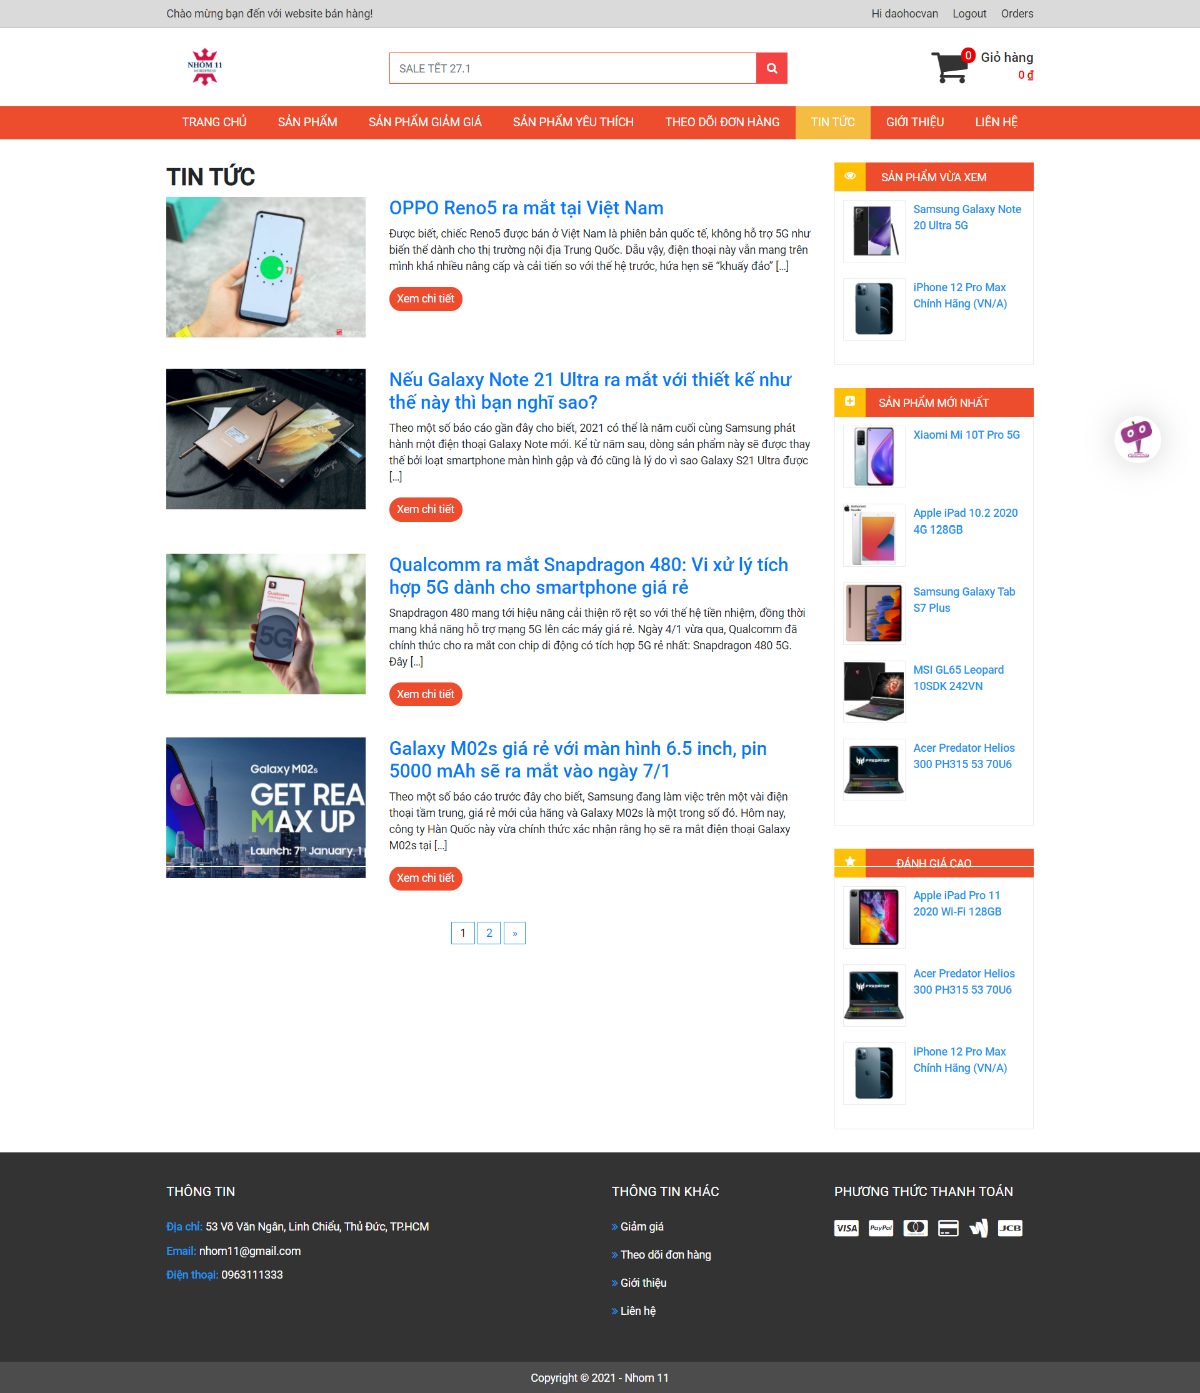 Chào mừng bạn đến với website bán hàng!
Hi daohocvan Logout Orders
NHÓM 11
SALE TẾT 27.1
0
Giỏ hàng
0 ₫
TRANG CHỦ SẢN PHẨM SẢN PHẨM GIẢM GIÁ SẢN PHẨM YÊU THÍCH THEO DÕI ĐƠN HÀNG TIN TỨC GIỚI THIỆU LIÊN HỆ
TIN TỨC
11
OPPO Reno5 ra mắt tại Việt Nam
Được biết, chiếc Reno5 được bán ở Việt Nam là phiên bản quốc tế, không hỗ trợ 5G như
biến thể dành cho thị trường nội địa Trung Quốc. Dẫu vậy, điện thoại này vẫn mang trên
mình khá nhiều nâng cấp và cải tiến so với thế hệ trước, hứa hẹn sẽ “khuấy đảo” [...]
Xem chi tiết
Nếu Galaxy Note 21 Ultra ra mắt với thiết kế như
thế này thì bạn nghĩ sao?
Theo một số báo cáo gần đây cho biết, 2021 có thể là năm cuối cùng Samsung phát
hành một điện thoại Galaxy Note mới. Kể từ năm sau, dòng sản phẩm này sẽ được thay
thế bởi loạt smartphone màn hình gập và đó cũng là lý do vì sao Galaxy S21 Ultra được
[...]
Xem chi tiết
Qualcomm
5G
Qualcomm ra mắt Snapdragon 480: Vi xử lý tích
hợp 5G dành cho smartphone giá rẻ
Snapdragon 480 mang tới hiệu năng cải thiện rõ rệt so với thế hệ tiền nhiệm, đồng thời
mang khả năng hỗ trợ mạng 5G lên các máy giá rẻ. Ngày 4/1 vừa qua, Qualcomm đã
chính thức cho ra mắt con chip di động có tích hợp 5G rẻ nhất: Snapdragon 480 5G.
Đây [...]
Xem chi tiết
Galaxy M02s
GET REA
MAX UP
Launch: 7th January, 1 p
Galaxy M02s giá rẻ với màn hình 6.5 inch, pin
5000 mAh sẽ ra mắt vào ngày 7/1
Theo một số báo cáo trước đây cho biết, Samsung đang làm việc trên một vài điện
thoại tầm trung, giá rẻ mới của hãng và Galaxy M02s là một trong số đó. Hôm nay,
công ty Hàn Quốc này vừa chính thức xác nhận rằng họ sẽ ra mắt điện thoại Galaxy
M02s tại [...]
Xem chi tiết
1 2 »
SẢN PHẨM VỪA XEM
Samsung Galaxy Note
20 Ultra 5G
iPhone 12 Pro Max
Chính Hãng (VN/A)
SẢN PHẨM MỚI NHẤT
Xiaomi Mi 10T Pro 5G
Apple iPad 10.2 2020
4G 128GB
Samsung Galaxy Tab
S7 Plus
MSI GL65 Leopard
10SDK 242VN
PREDATOR
Acer Predator Helios
300 PH315 53 70U6
ĐÁNH GIÁ CAO
Apple iPad Pro 11
2020 Wi-Fi 128GB
PREDATOR
Acer Predator Helios
300 PH315 53 70U6
iPhone 12 Pro Max
Chính Hãng (VN/A)
THÔNG TIN
Địa chỉ: 53 Võ Văn Ngân, Linh Chiểu, Thủ Đức, TP.HCM
Email: nhom11@gmail.com
Điện thoại: 0963111333
THÔNG TIN KHÁC
» Giảm giá
» Theo dõi đơn hàng
» Giới thiệu
» Liên hệ
PHƯƠNG THỨC THANH TOÁN
VISA PayPal JCB
Copyright © 2021 - Nhom 11